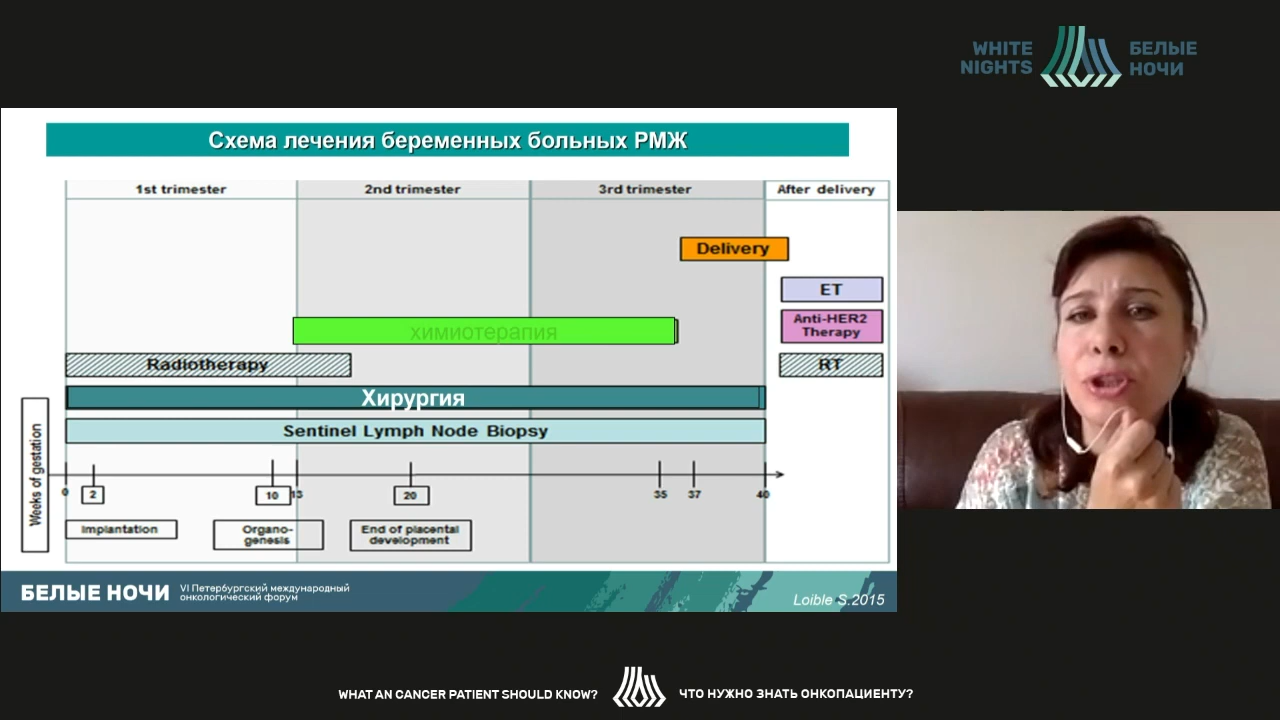 WHITE
NIGHTS
БЕЛЫЕ
НОЧИ
Схема лечения беременных больных РМЖ
1st trimester
2nd trimester
3rd trimester
After delivery
Delivery
ET
химиотерапия
Anti-HER2
Therapy
Radiotherapy
RT
Хирургия
Sentinel Lymph Node Biopsy
Weeks of gestation
0
2
10
13
20
35
37
40
Implantation
Organo-
genesis
End of placental
development
БЕЛЫЕ НОЧИ
VI Петербургский международный
онкологический форум
Loible S.2015
WHAT AN CANCER PATIENT SHOULD KNOW?
ЧТО НУЖНО ЗНАТЬ ОНКОПАЦИЕНТУ?